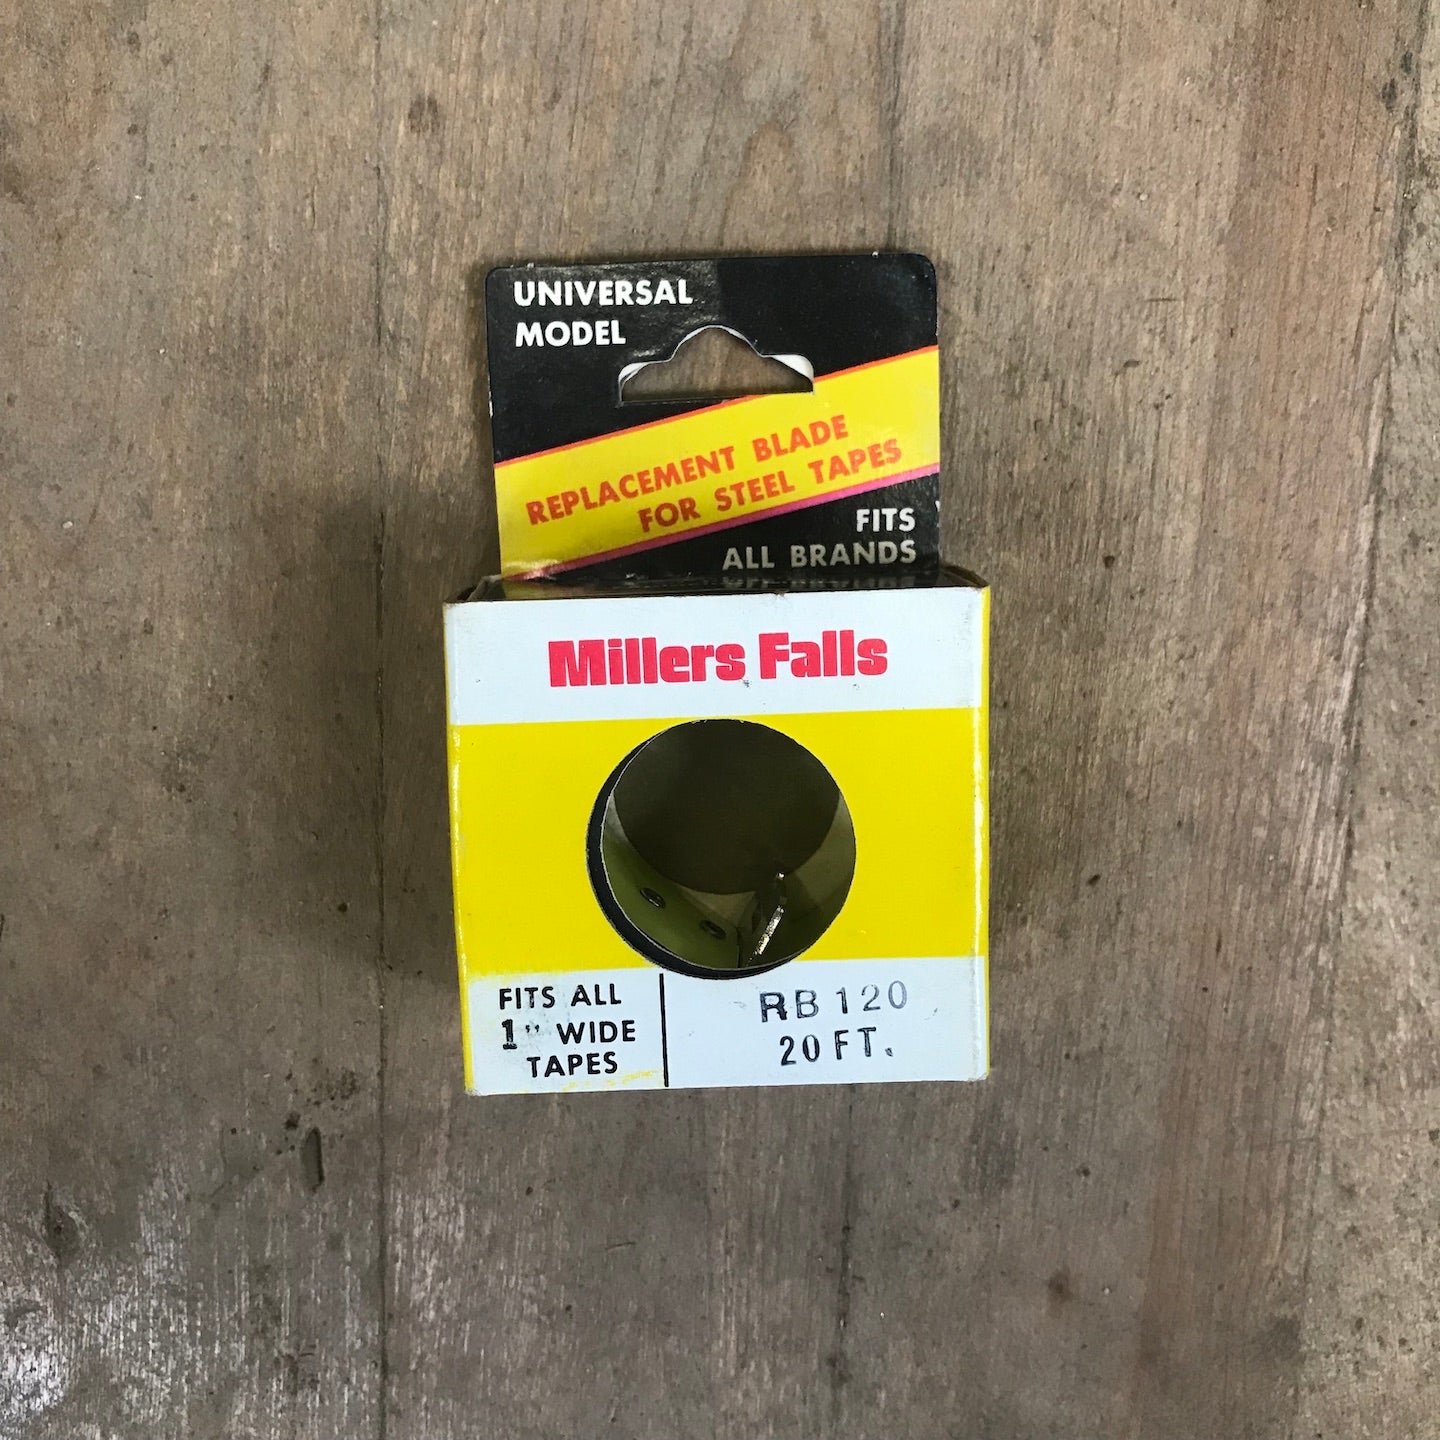 UNIVERSAL
MODEL
REPLACEMENT BLADE
FOR STEEL TAPES
FITS
ALL BRANDS
Millers Falls
FITS ALL
1" WIDE
TAPES
RB 120
20 FT.